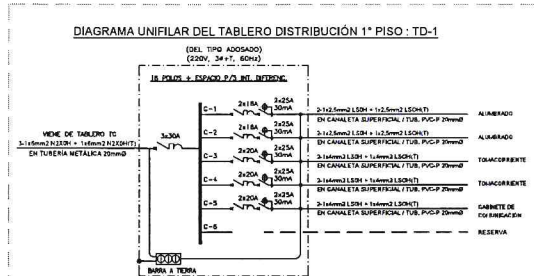 DIAGRAMA UNIFILAR DEL TABLERO DISTRIBUCIÓN 1° PISO : TD-1
(DEL TIPO ADOSADO)
(220V, 3ø+T, 60Hz)
18 POLOS + ESPACIO P/3 INT. DIFERENC.
VIENE DE TABLERO TG
3-1x6mm2 N2XOH + 1x6mm2 N2XOH(T)
EN TUBERIA METÁLICA 20mmØ
3x30A
C-1 2x18A 2x25A 30mA 2-1x2.5mm2 LSOH + 1x2.5mm2 LSOH(T) ALUMBRADO
EN CANALETA SUPERFICIAL / TUB. PVC-P 20mmØ
C-2 2x18A 2x25A 30mA 2-1x2.5mm2 LSOH + 1x2.5mm2 LSOH(T) ALUMBRADO
EN CANALETA SUPERFICIAL / TUB. PVC-P 20mmØ
C-3 2x20A 2x25A 30mA 2-1x4mm2 LSOH + 1x4mm2 LSOH(T) TOMACORRIENTE
EN CANALETA SUPERFICIAL / TUB. PVC-P 20mmØ
C-4 2x20A 2x25A 30mA 2-1x4mm2 LSOH + 1x4mm2 LSOH(T) TOMACORRIENTE
EN CANALETA SUPERFICIAL / TUB. PVC-P 20mmØ
C-5 2x20A 2x25A 30mA 2-1x4mm2 LSOH + 1x4mm2 LSOH(T) GABINETE DE COMUNICACIÓN
EN CANALETA SUPERFICIAL / TUB. PVC-P 20mmØ
C-6 RESERVA
BARRA A TIERRA